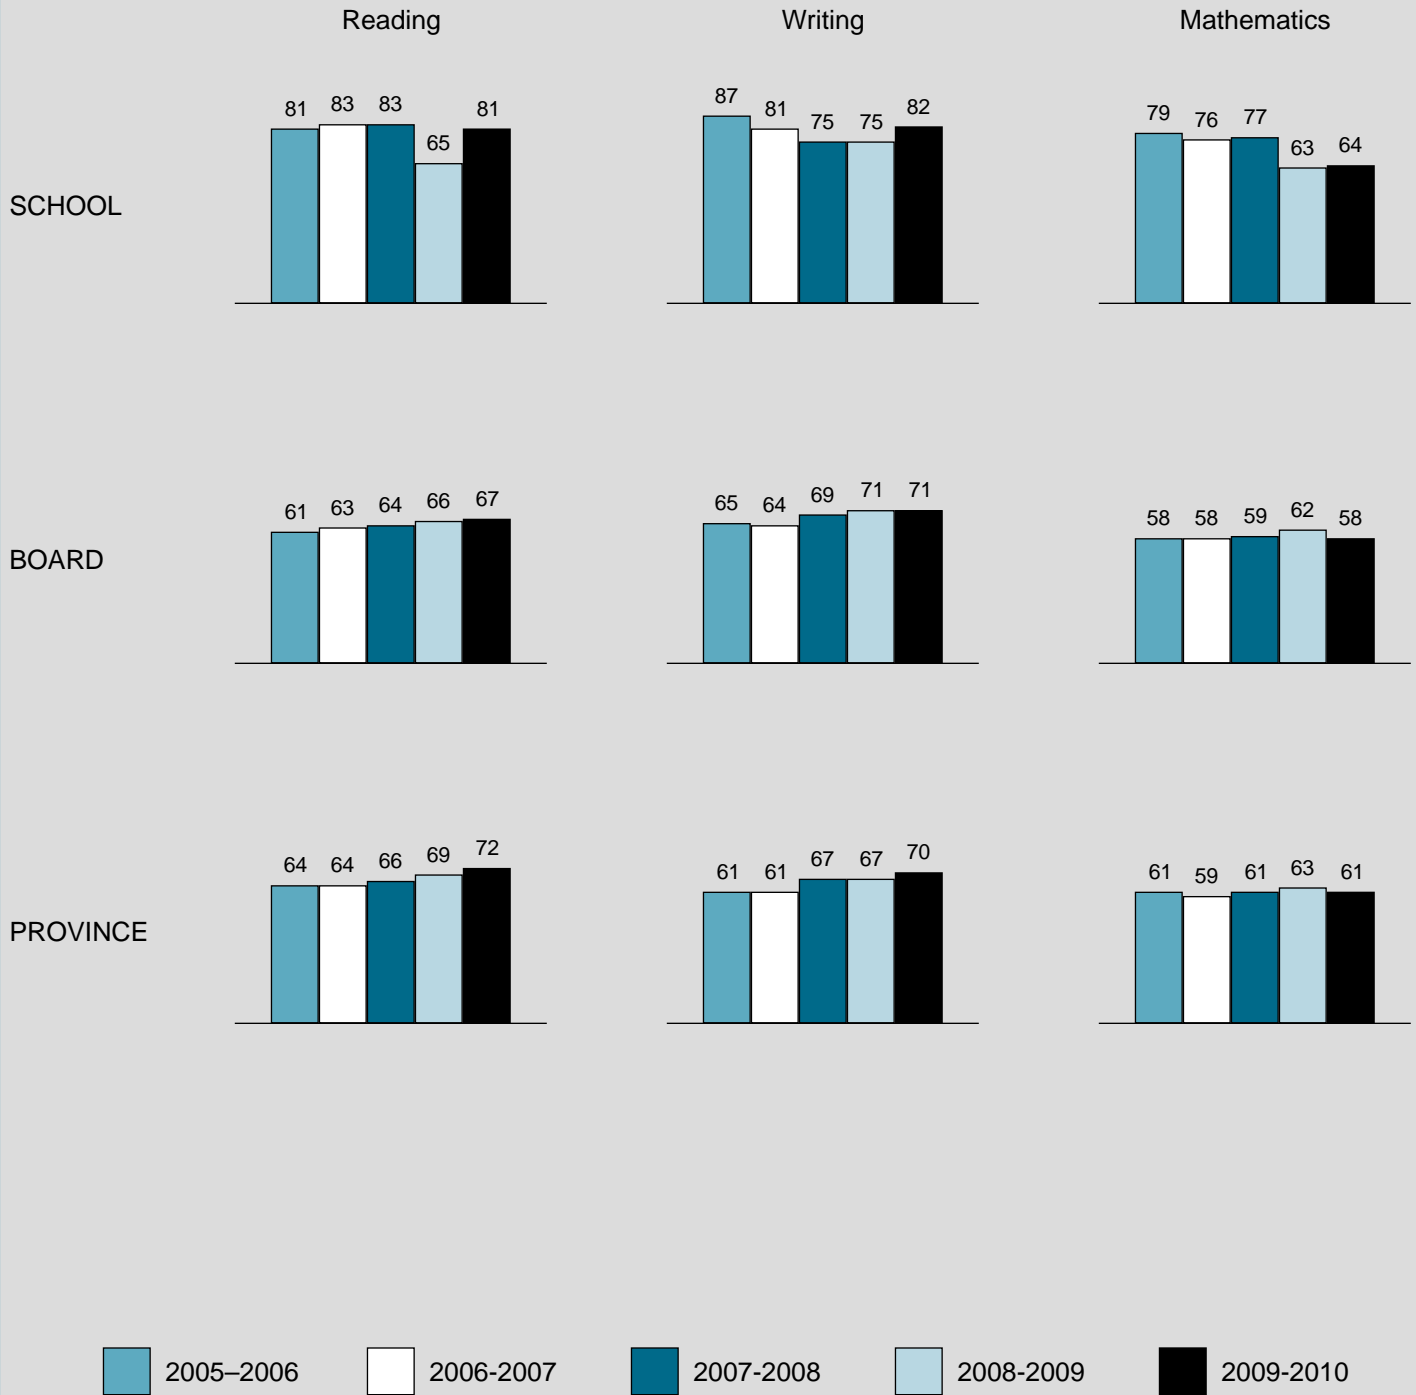 Reading Writing Mathematics
81 83 83 65 81 87 81 75 75 82 79 76 77 63 64
SCHOOL
61 63 64 66 67 65 64 69 71 71 58 58 59 62 58
BOARD
64 64 66 69 72 61 61 67 67 70 61 59 61 63 61
PROVINCE
2005–2006 2006-2007 2007-2008 2008-2009 2009-2010